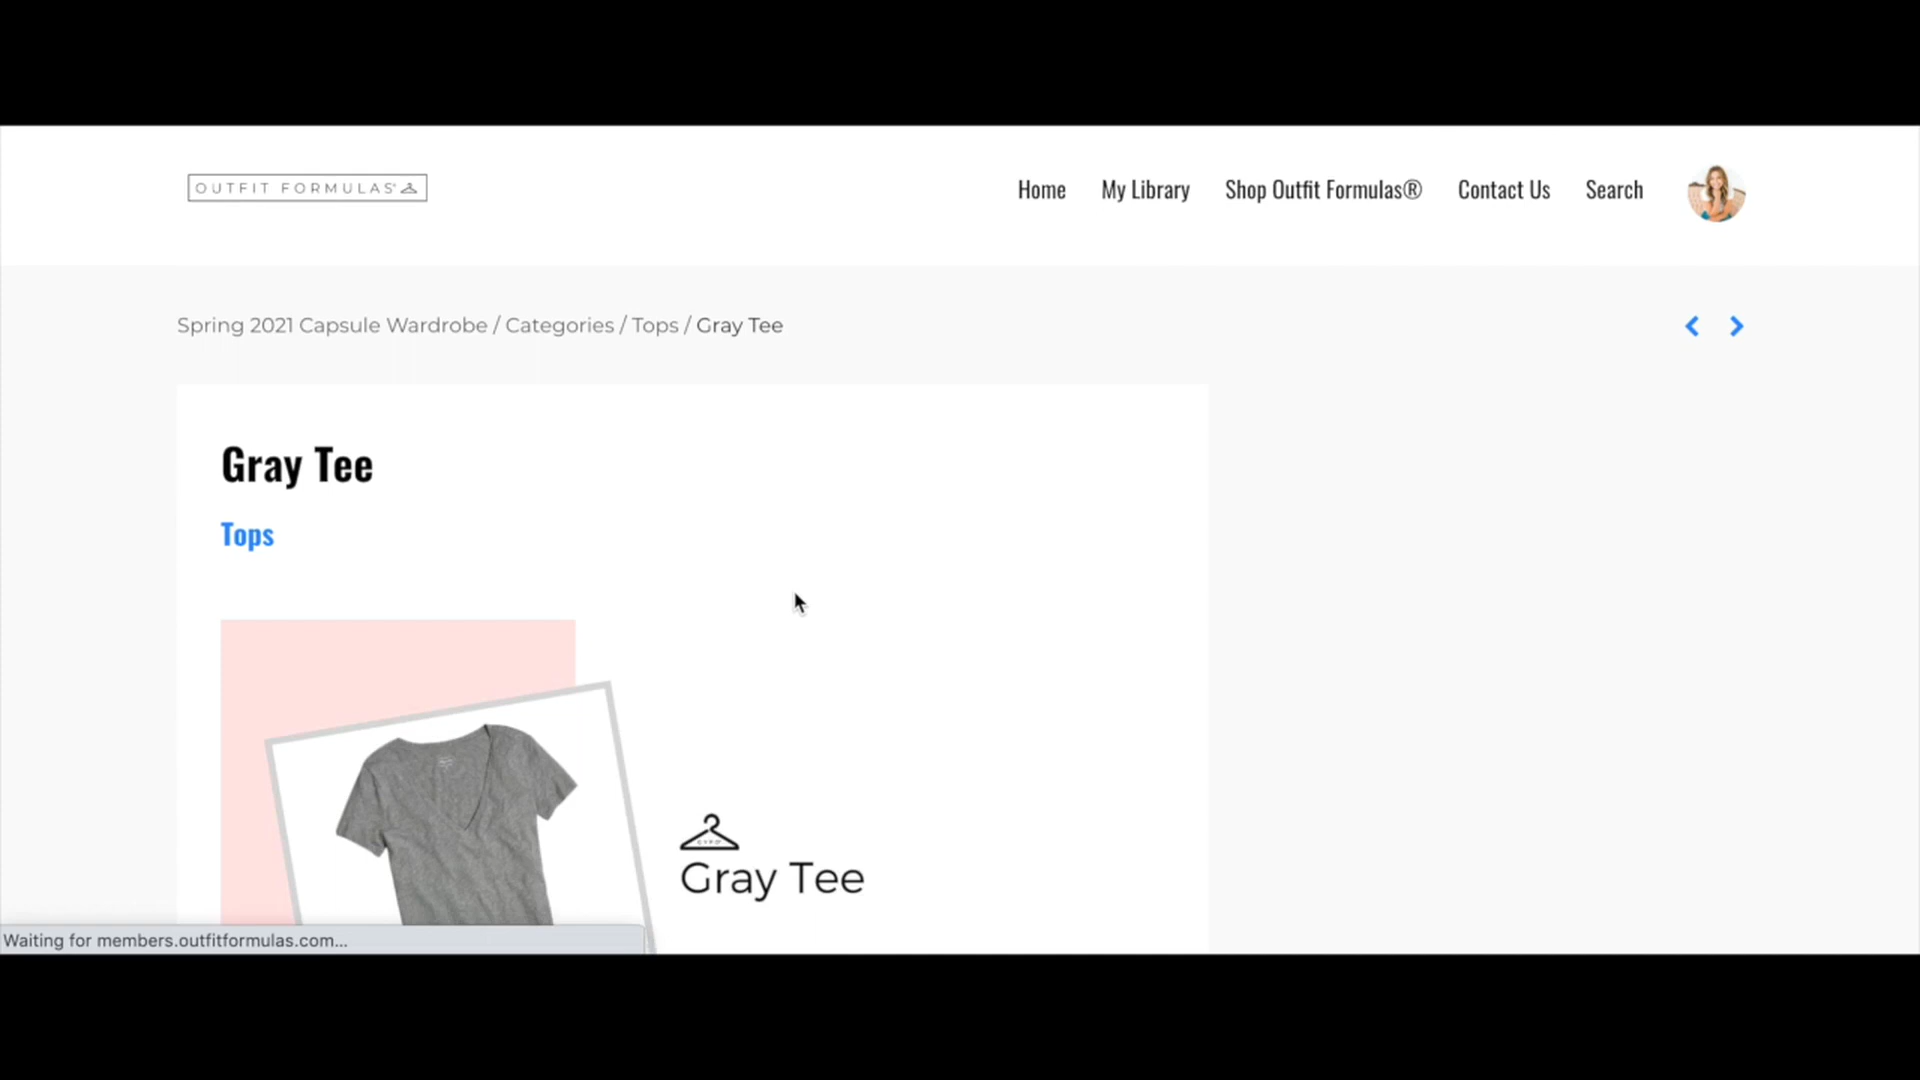 OUTFIT FORMULAS®
Home My Library Shop Outfit Formulas® Contact Us Search
Spring 2021 Capsule Wardrobe / Categories / Tops / Gray Tee
Gray Tee
Tops
Gray Tee
Waiting for members.outfitformulas.com...